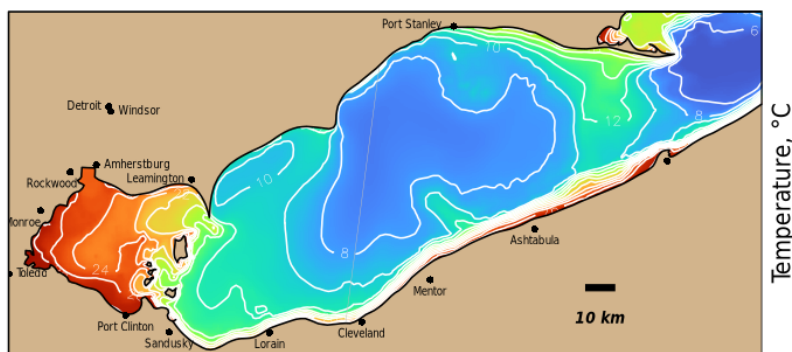 Port Stanley
10
6
Detroit
Windsor
12
8
Amherstburg
Rockwood
Leamington
10
Monroe
8
Ashtabula
Toledo
24
Mentor
10 km
Port Clinton
Cleveland
Sandusky
Lorain
Temperature, °C